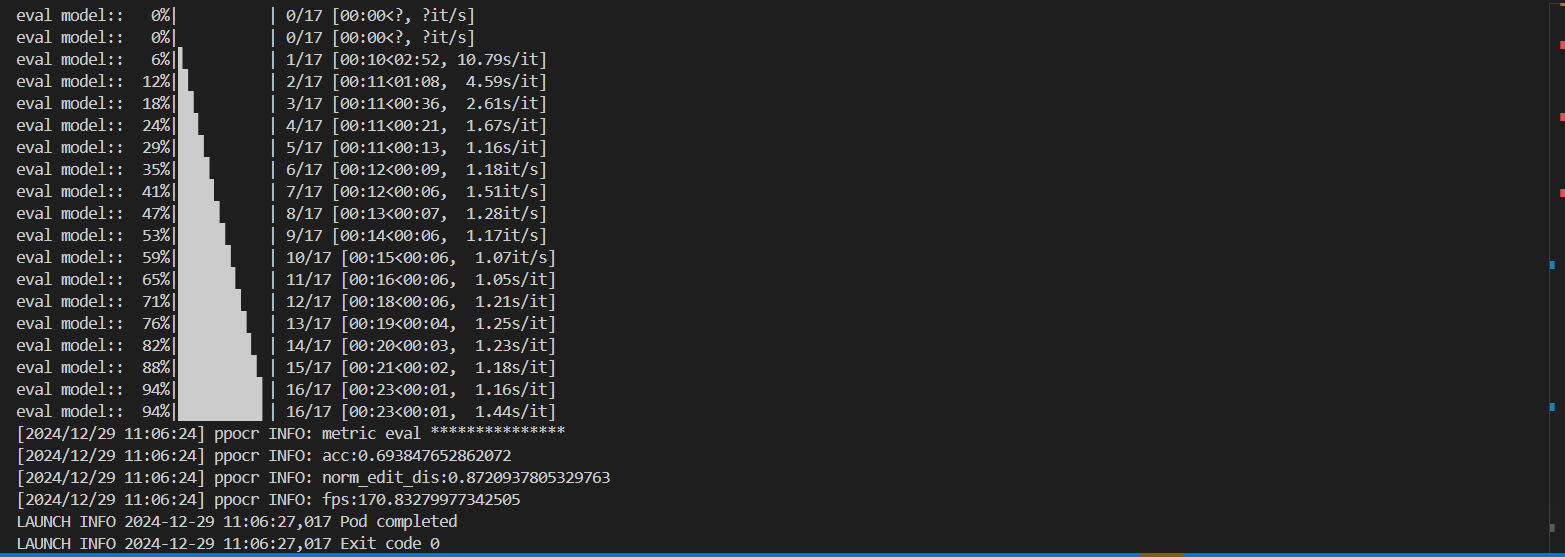 eval model::   0%|          | 0/17 [00:00<?, ?it/s]
eval model::   0%|          | 0/17 [00:00<?, ?it/s]
eval model::   6%|▌         | 1/17 [00:10<02:52, 10.79s/it]
eval model::  12%|█▏        | 2/17 [00:11<01:08,  4.59s/it]
eval model::  18%|█▊        | 3/17 [00:11<00:36,  2.61s/it]
eval model::  24%|██▎       | 4/17 [00:11<00:21,  1.67s/it]
eval model::  29%|██▉       | 5/17 [00:11<00:13,  1.16s/it]
eval model::  35%|███▌      | 6/17 [00:12<00:09,  1.18it/s]
eval model::  41%|████      | 7/17 [00:12<00:06,  1.51it/s]
eval model::  47%|████▋     | 8/17 [00:13<00:07,  1.28it/s]
eval model::  53%|█████▎    | 9/17 [00:14<00:06,  1.17it/s]
eval model::  59%|█████▉    | 10/17 [00:15<00:06,  1.07it/s]
eval model::  65%|██████▍   | 11/17 [00:16<00:06,  1.05s/it]
eval model::  71%|███████   | 12/17 [00:18<00:06,  1.21s/it]
eval model::  76%|███████▋  | 13/17 [00:19<00:04,  1.25s/it]
eval model::  82%|████████▏ | 14/17 [00:20<00:03,  1.23s/it]
eval model::  88%|████████▊ | 15/17 [00:21<00:02,  1.18s/it]
eval model::  94%|█████████▍| 16/17 [00:23<00:01,  1.16s/it]
eval model::  94%|█████████▍| 16/17 [00:23<00:01,  1.44s/it]
[2024/12/29 11:06:24] ppocr INFO: metric eval ***************
[2024/12/29 11:06:24] ppocr INFO: acc:0.693847652862072
[2024/12/29 11:06:24] ppocr INFO: norm_edit_dis:0.8720937805329763
[2024/12/29 11:06:24] ppocr INFO: fps:170.83279977342505
LAUNCH INFO 2024-12-29 11:06:27,017 Pod completed
LAUNCH INFO 2024-12-29 11:06:27,017 Exit code 0